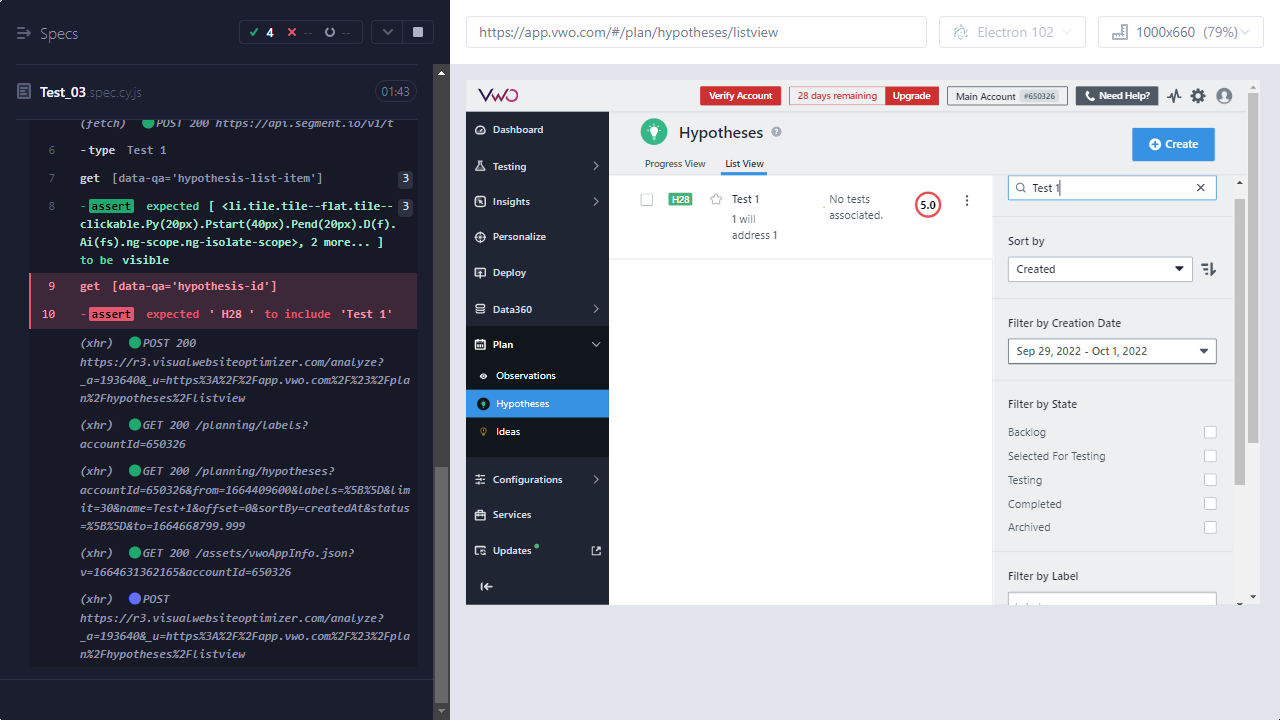 Specs
4
--
--
Test_03.spec.cy.js
01:43
(fetch) POST 200 https://api.segment.io/v1/t
6 -type Test 1
7 get [data-qa='hypothesis-list-item'] 3
8 -assert expected [ <li.tile.tile--flat.tile-- 3
clickable.Py(20px).Pstart(40px).Pend(20px).D(f).
Ai(fs).ng-scope.ng-isolate-scope>, 2 more... ]
to be visible
9 get [data-qa='hypothesis-id']
10 -assert expected ' H28 ' to include 'Test 1'
(xhr) POST 200
https://r3.visualwebsiteoptimizer.com/analyze?
_a=193640&_u=https%3A%2F%2Fapp.vwo.com%2F%23%2Fpla
n%2Fhypotheses%2Flistview
(xhr) GET 200 /planning/labels?
accountId=650326
(xhr) GET 200 /planning/hypotheses?
accountId=650326&from=1664409600&labels=%5B%5D&lim
it=30&name=Test+1&offset=0&sortBy=createdAt&status
=%5B%5D&to=1664668799.999
(xhr) GET 200 /assets/vwoAppInfo.json?
v=1664631362165&accountId=650326
(xhr) POST
https://r3.visualwebsiteoptimizer.com/analyze?
_a=193640&_u=https%3A%2F%2Fapp.vwo.com%2F%23%2Fpla
n%2Fhypotheses%2Flistview
https://app.vwo.com/#/plan/hypotheses/listview
Electron 102
1000x660 (79%)
VWO
Verify Account
28 days remaining
Upgrade
Main Account #650326
Need Help?
Dashboard
Testing
Insights
Personalize
Deploy
Data360
Plan
Observations
Hypotheses
Ideas
Configurations
Services
Updates
Hypotheses ?
Create
Progress View
List View
H28
Test 1
1 will
address 1
No tests
associated.
5.0
Test 1
Sort by
Created
Filter by Creation Date
Sep 29, 2022 - Oct 1, 2022
Filter by State
Backlog
Selected For Testing
Testing
Completed
Archived
Filter by Label